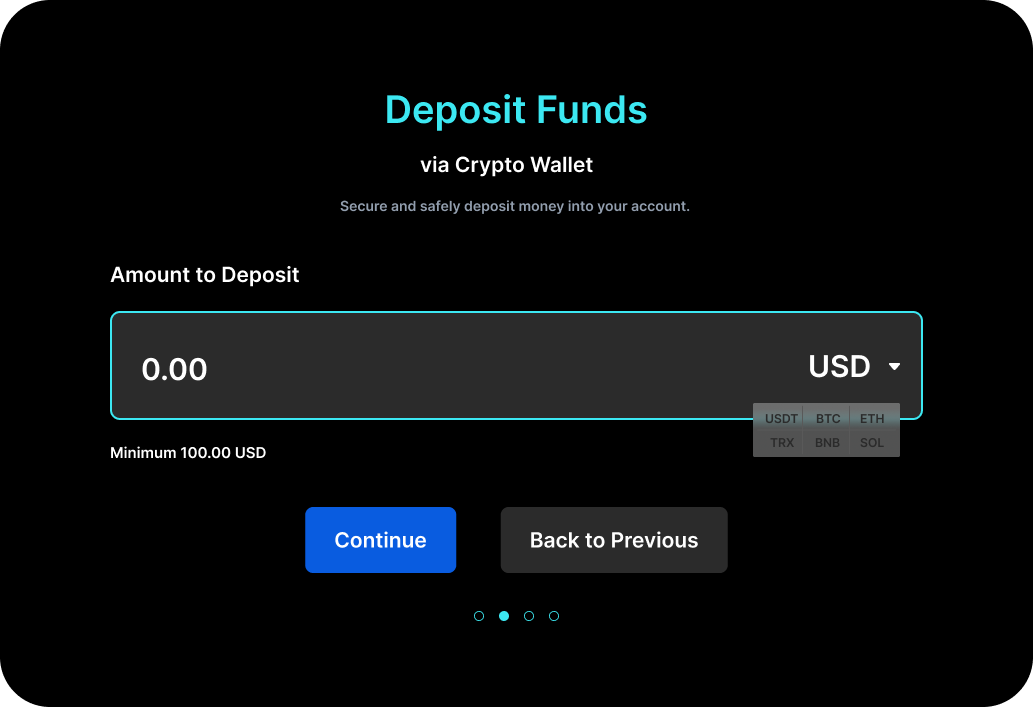 Deposit Funds
via Crypto Wallet
Secure and safely deposit money into your account.
Amount to Deposit
0.00 USD
USDT BTC ETH
TRX BNB SOL
Minimum 100.00 USD
Continue Back to Previous